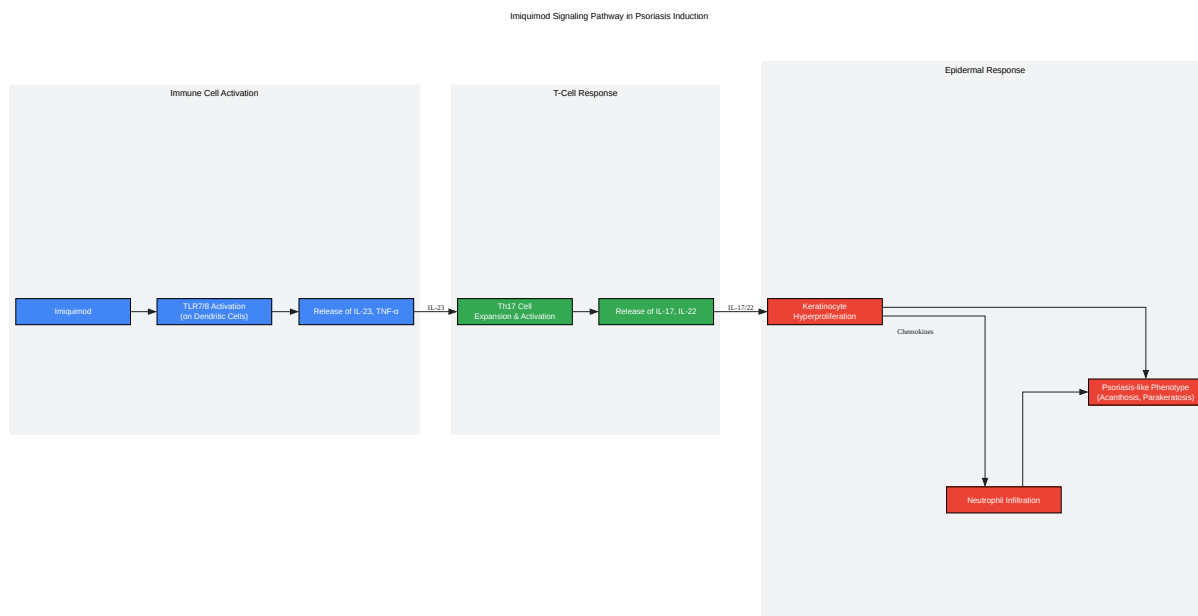 Imiquimod Signaling Pathway in Psoriasis Induction
Immune Cell Activation
Imiquimod
TLR7/8 Activation
(on Dendritic Cells)
Release of IL-23, TNF-α
IL-23
T-Cell Response
Th17 Cell
Expansion & Activation
Release of IL-17, IL-22
IL-17/22
Epidermal Response
Keratinocyte
Hyperproliferation
Chemokines
Psoriasis-like Phenotype
(Acanthosis, Parakeratosis)
Neutrophil Infiltration